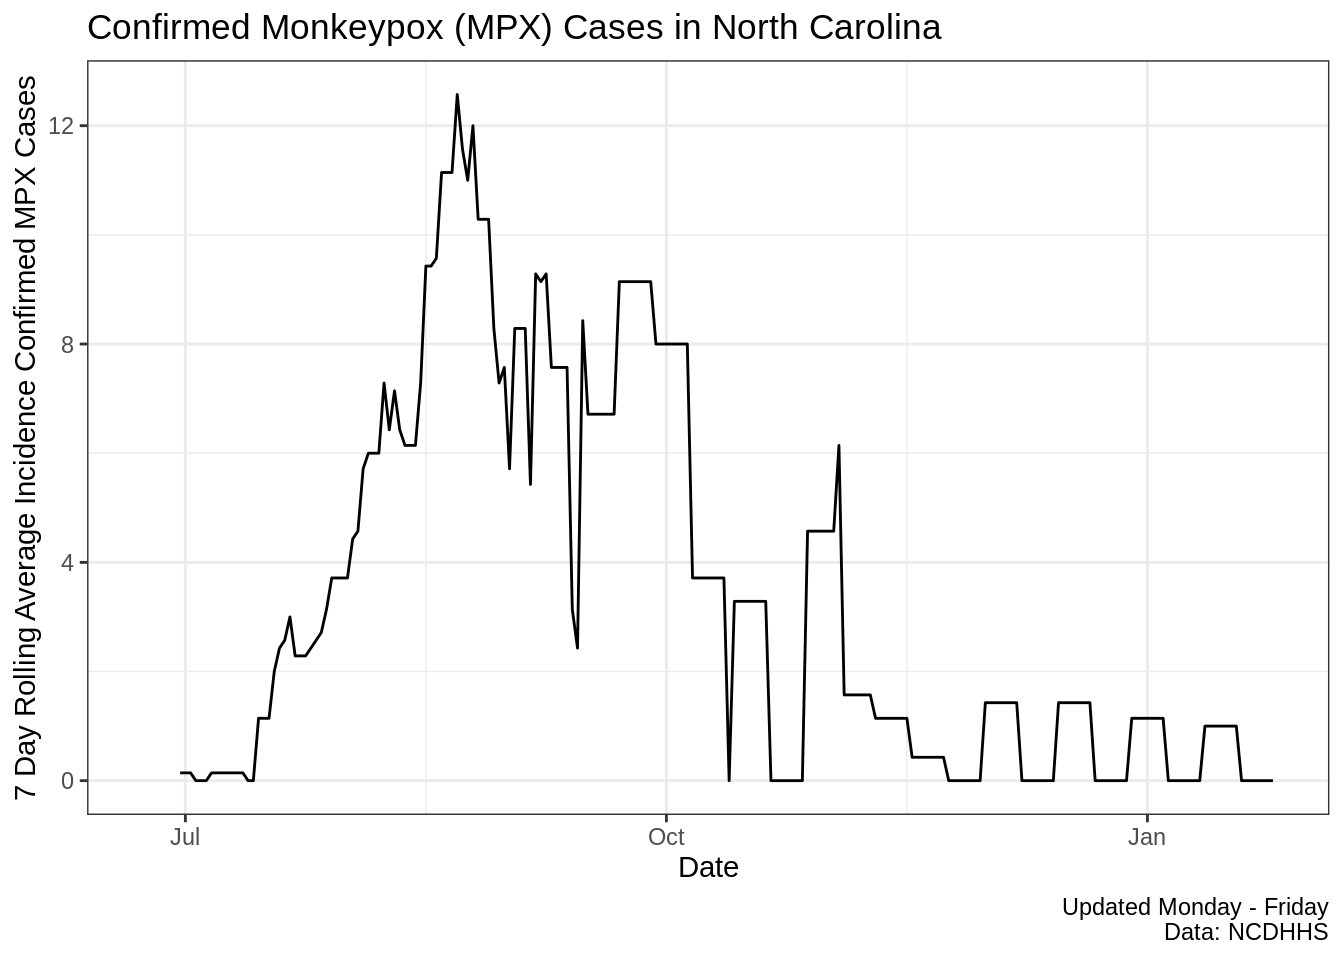 Confirmed Monkeypox (MPX) Cases in North Carolina
7 Day Rolling Average Incidence Confirmed MPX Cases
12
8
4
0
Jul
Oct
Jan
Date
Updated Monday - Friday
Data: NCDHHS